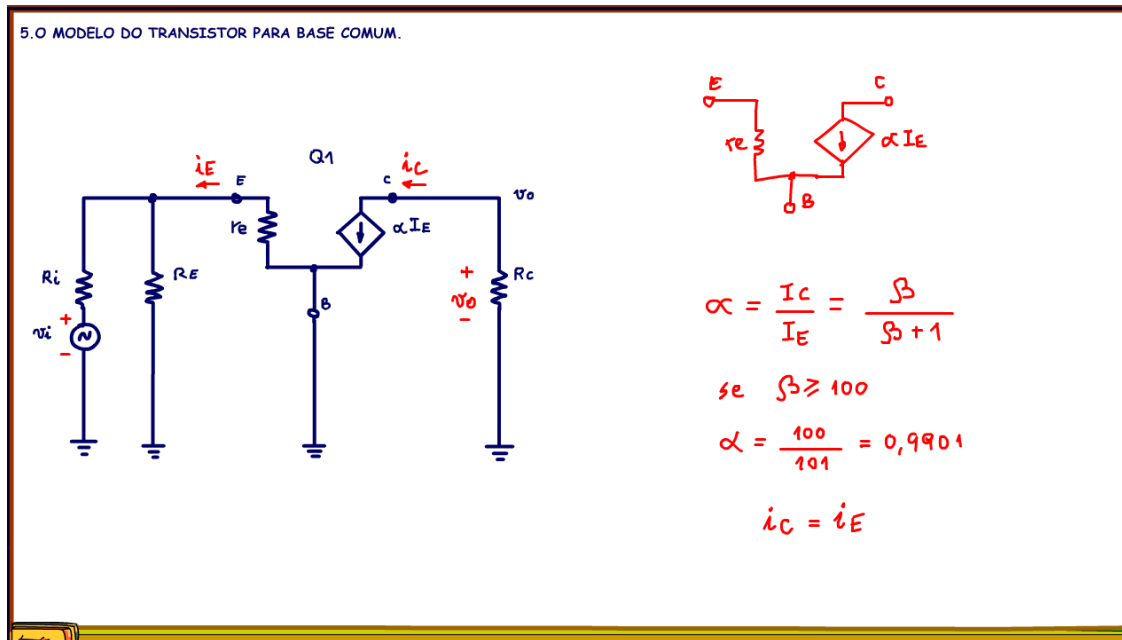 5.O MODELO DO TRANSISTOR PARA BASE COMUM.
E
C
re
αIE
B
iE
Q1
iC
E
C
vo
re
αIE
Ri
RE
B
+
vo
-
Rc
vi
+
-
α = IC / IE = β / β + 1
se β ≥ 100
α = 100 / 101 = 0,9901
iC = iE